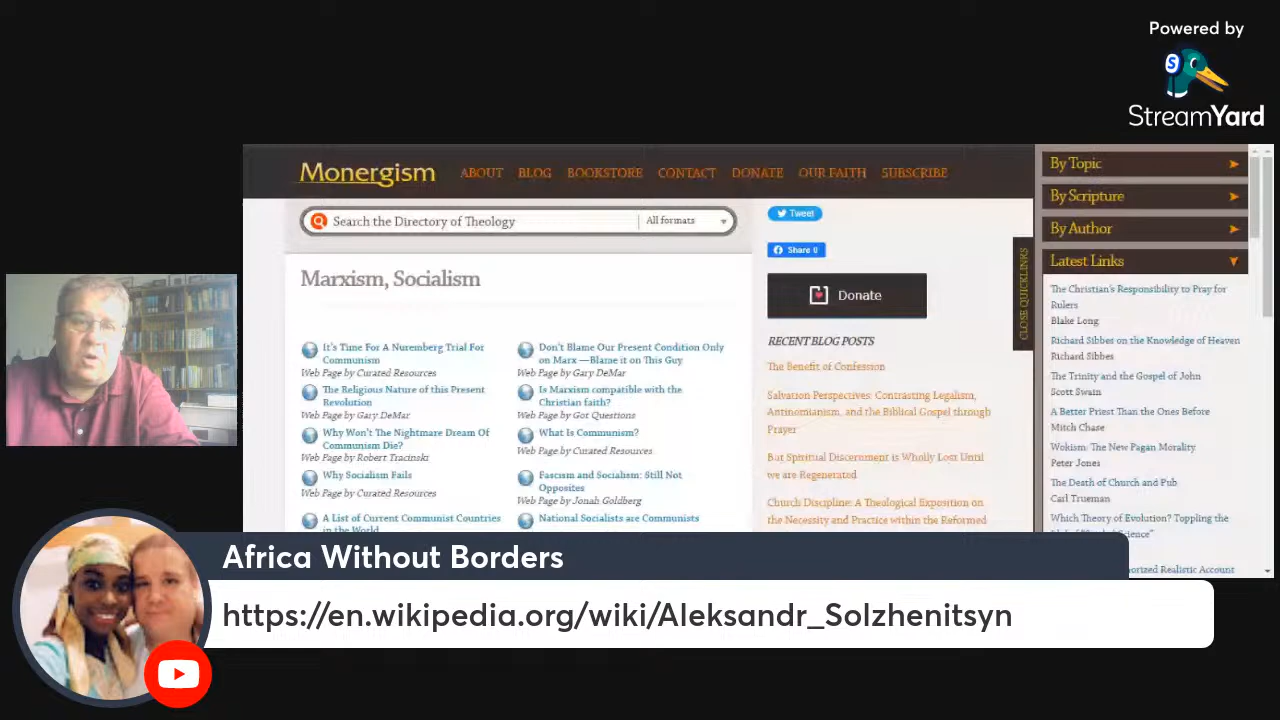 Powered by
StreamYard
Monergism
ABOUT BLOG BOOKSTORE CONTACT DONATE OUR FAITH SUBSCRIBE
Search the Directory of Theology
All formats
Marxism, Socialism
It's Time For A Nuremberg Trial For
Communism
Web Page by Curated Resources
The Religious Nature of this Present
Revolution
Web Page by Gary DeMar
Why Won't The Nightmare Dream Of
Communism Die?
Web Page by Robert Tracinski
Why Socialism Fails
Web Page by Curated Resources
A List of Current Communist Countries
in the World
Don't Blame Our Present Condition Only
on Marx —Blame it on This Guy
Web Page by Gary DeMar
Is Marxism compatible with the
Christian faith?
Web Page by Got Questions
What Is Communism?
Web Page by Curated Resources
Fascism and Socialism: Still Not
Opposites
Web Page by Jonah Goldberg
National Socialists are Communists
Tweet
Share 0
Donate
RECENT BLOG POSTS
The Benefit of Confession
Salvation Perspectives: Contrasting Legalism,
Antinomianism, and the Biblical Gospel through
Prayer
But Spiritual Discernment is Wholly Lost Until
we are Regenerated
Church Discipline: A Theological Exposition on
the Necessity and Practice within the Reformed
CLOSE QUICKLINKS
By Topic
By Scripture
By Author
Latest Links
The Christian's Responsibility to Pray for
Rulers
Blake Long
Richard Sibbes on the Knowledge of Heaven
Richard Sibbes
The Trinity and the Gospel of John
Scott Swain
A Better Priest Than the Ones Before
Mitch Chase
Wokism: The New Pagan Morality
Peter Jones
The Death of Church and Pub
Carl Trueman
Which Theory of Evolution? Toppling the
Science"
Realistic Account
Africa Without Borders
https://en.wikipedia.org/wiki/Aleksandr_Solzhenitsyn